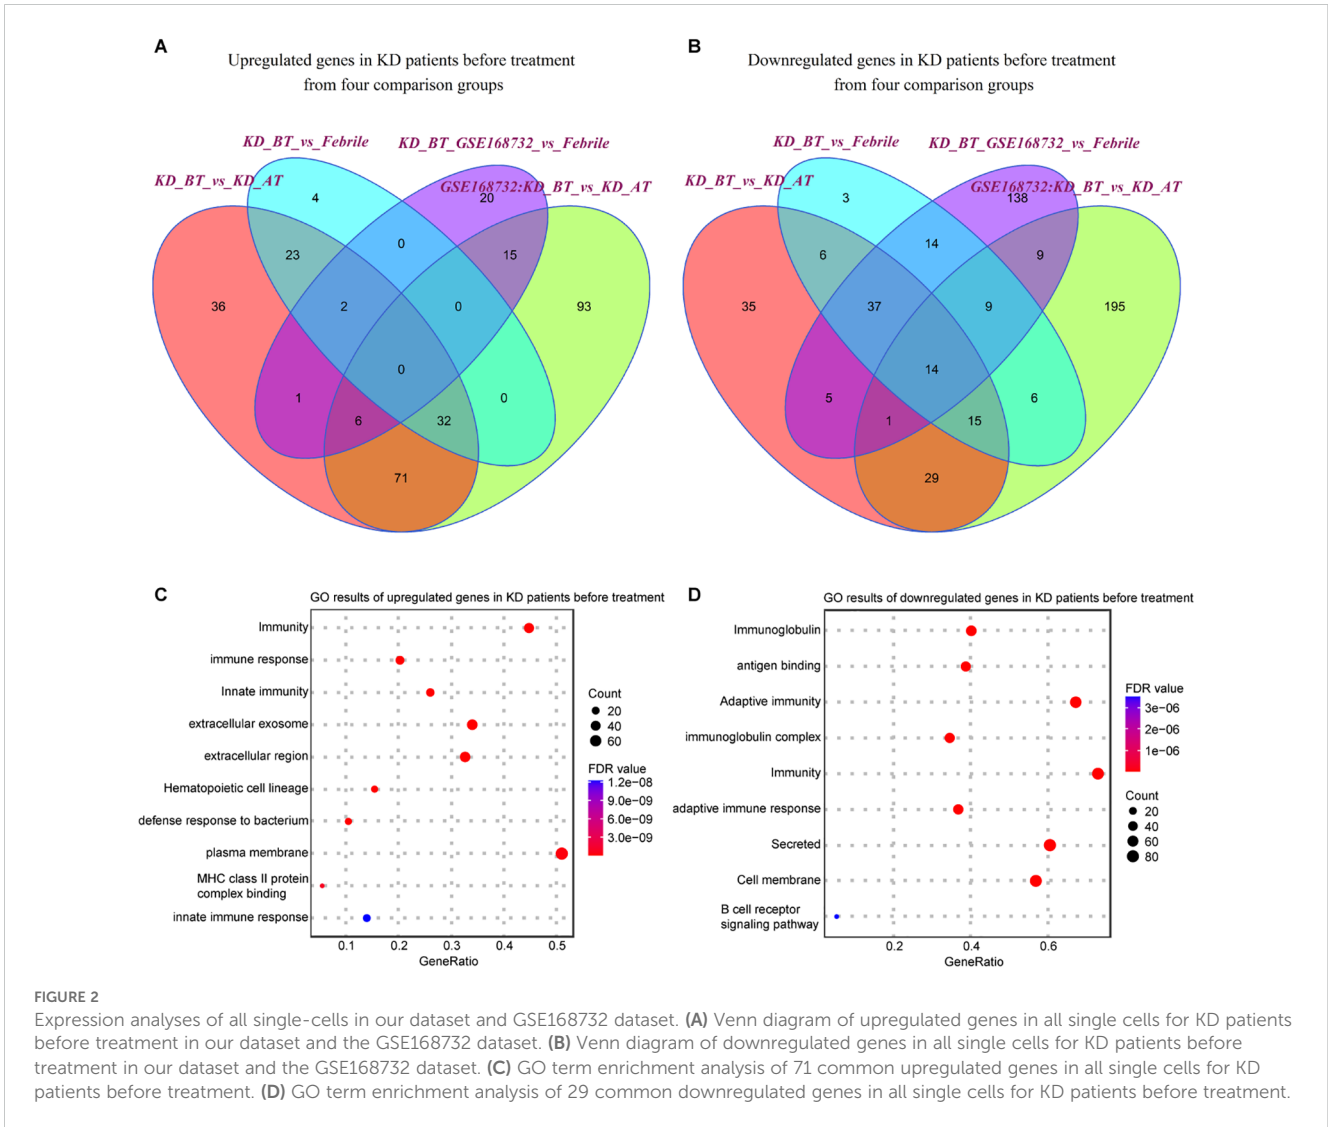 A
Upregulated genes in KD patients before treatment
from four comparison groups
KD_BT_vs_Febrile
KD_BT_GSE168732_vs_Febrile
KD_BT_vs_KD_AT
GSE168732:KD_BT_vs_KD_AT
4
20
0
23
15
36
2
0
93
0
1
0
6
32
71
B
Downregulated genes in KD patients before treatment
from four comparison groups
KD_BT_vs_Febrile
KD_BT_GSE168732_vs_Febrile
KD_BT_vs_KD_AT
GSE168732:KD_BT_vs_KD_AT
3
138
14
6
9
35
37
9
195
14
5
6
1
15
29
C
GO results of upregulated genes in KD patients before treatment
Immunity
immune response
Innate immunity
extracellular exosome
extracellular region
Hematopoietic cell lineage
defense response to bacterium
plasma membrane
MHC class II protein
complex binding
innate immune response
0.1 0.2 0.3 0.4 0.5
GeneRatio
Count
20
40
60
FDR value
1.2e−08
9.0e−09
6.0e−09
3.0e−09
D
GO results of downregulated genes in KD patients before treatment
Immunoglobulin
antigen binding
Adaptive immunity
immunoglobulin complex
Immunity
adaptive immune response
Secreted
Cell membrane
B cell receptor
signaling pathway
0.2 0.4 0.6
GeneRatio
FDR value
3e−06
2e−06
1e−06
Count
20
40
60
80
FIGURE 2
Expression analyses of all single-cells in our dataset and GSE168732 dataset. (A) Venn diagram of upregulated genes in all single cells for KD patients
before treatment in our dataset and the GSE168732 dataset. (B) Venn diagram of downregulated genes in all single cells for KD patients before
treatment in our dataset and the GSE168732 dataset. (C) GO term enrichment analysis of 71 common upregulated genes in all single cells for KD
patients before treatment. (D) GO term enrichment analysis of 29 common downregulated genes in all single cells for KD patients before treatment.